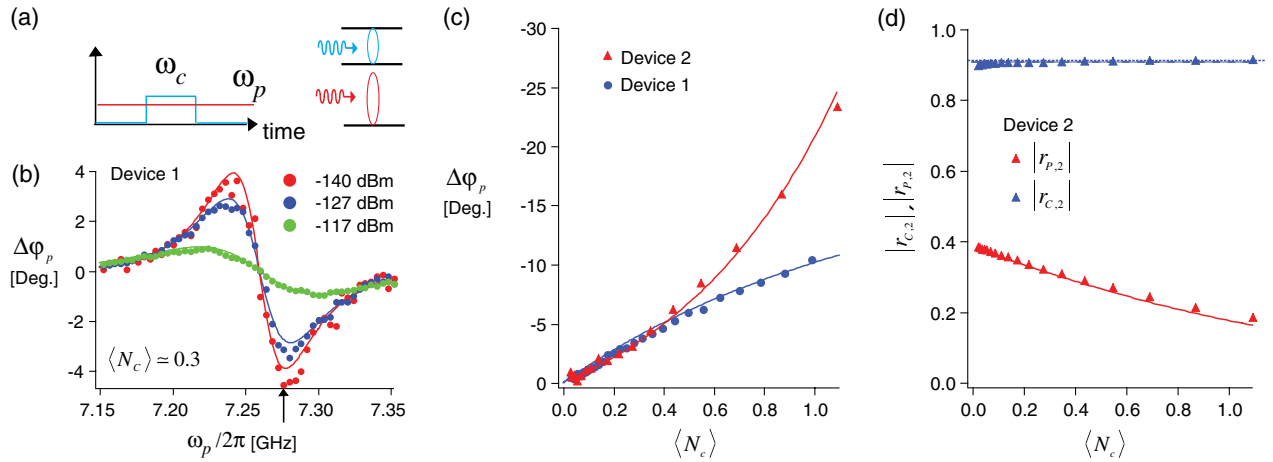 (a)
ω_c
ω_p
time
(b)
Device 1
-140 dBm
-127 dBm
-117 dBm
4
2
0
-2
-4
Δφ_p
[Deg.]
⟨N_c⟩ ≃ 0.3
7.15 7.20 7.25 7.30 7.35
ω_p /2π [GHz]
(c)
Device 2
Device 1
-30
-25
-20
-15
-10
-5
0
Δφ_p
[Deg.]
0.0 0.2 0.4 0.6 0.8 1.0
⟨N_c⟩
(d)
1.0
0.8
0.6
0.4
0.2
0.0
|r_{C,2}|, |r_{P,2}|
Device 2
|r_{P,2}|
|r_{C,2}|
0.0 0.2 0.4 0.6 0.8 1.0
⟨N_c⟩